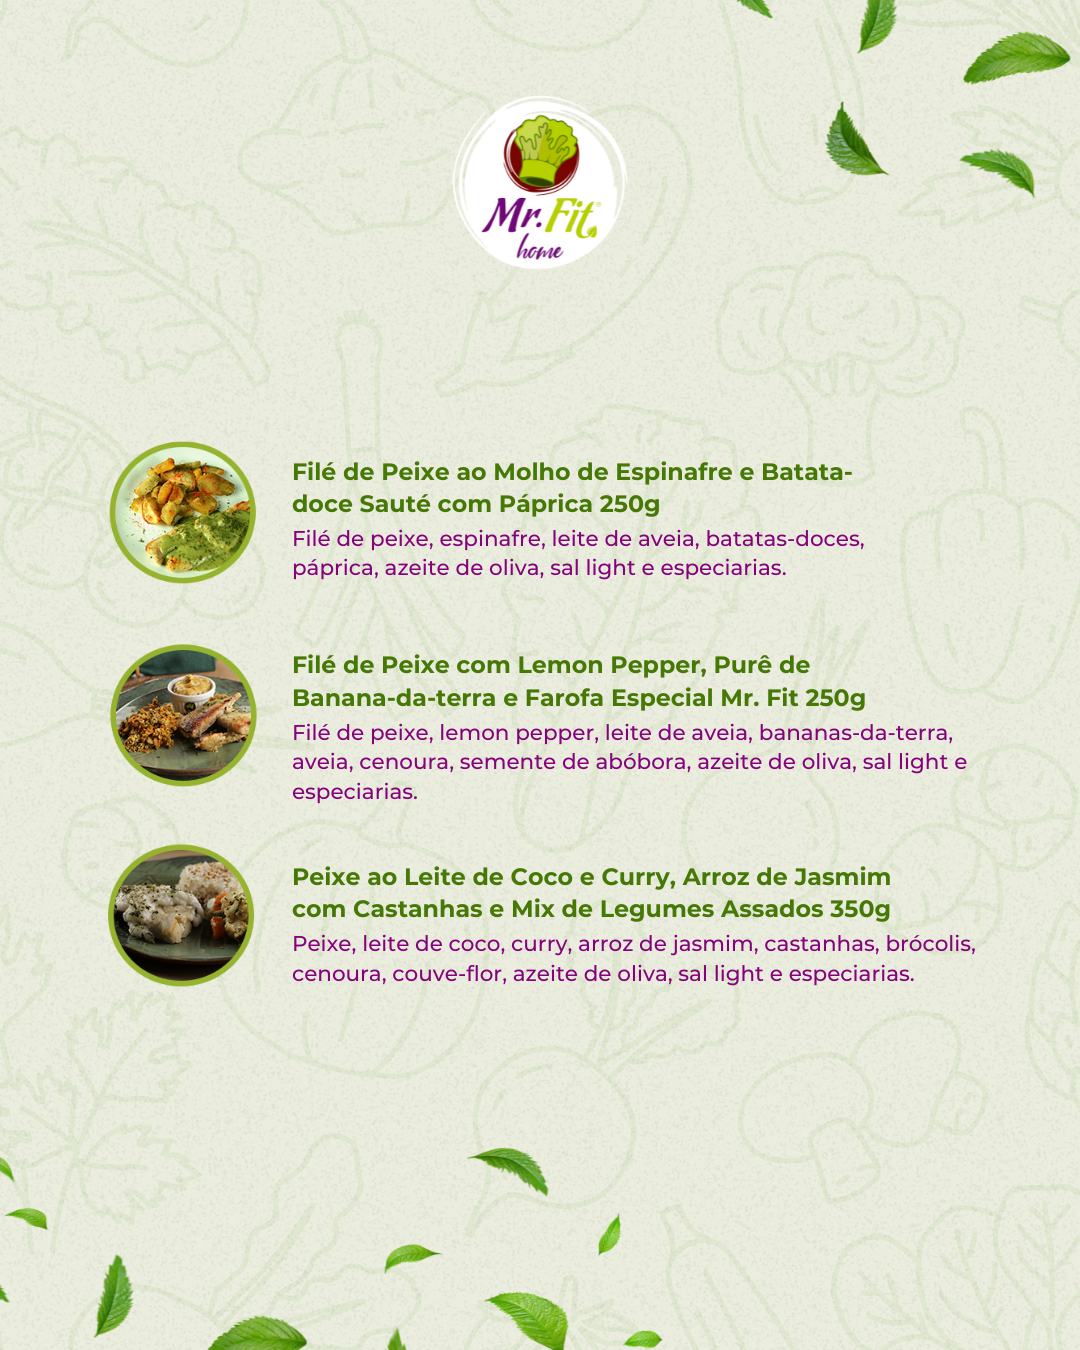 Mr.Fit
home
Filé de Peixe ao Molho de Espinafre e Batata-
doce Sauté com Páprica 250g
Filé de peixe, espinafre, leite de aveia, batatas-doces,
páprica, azeite de oliva, sal light e especiarias.
Filé de Peixe com Lemon Pepper, Purê de
Banana-da-terra e Farofa Especial Mr. Fit 250g
Filé de peixe, lemon pepper, leite de aveia, bananas-da-terra,
aveia, cenoura, semente de abóbora, azeite de oliva, sal light e
especiarias.
Peixe ao Leite de Coco e Curry, Arroz de Jasmim
com Castanhas e Mix de Legumes Assados 350g
Peixe, leite de coco, curry, arroz de jasmim, castanhas, brócolis,
cenoura, couve-flor, azeite de oliva, sal light e especiarias.